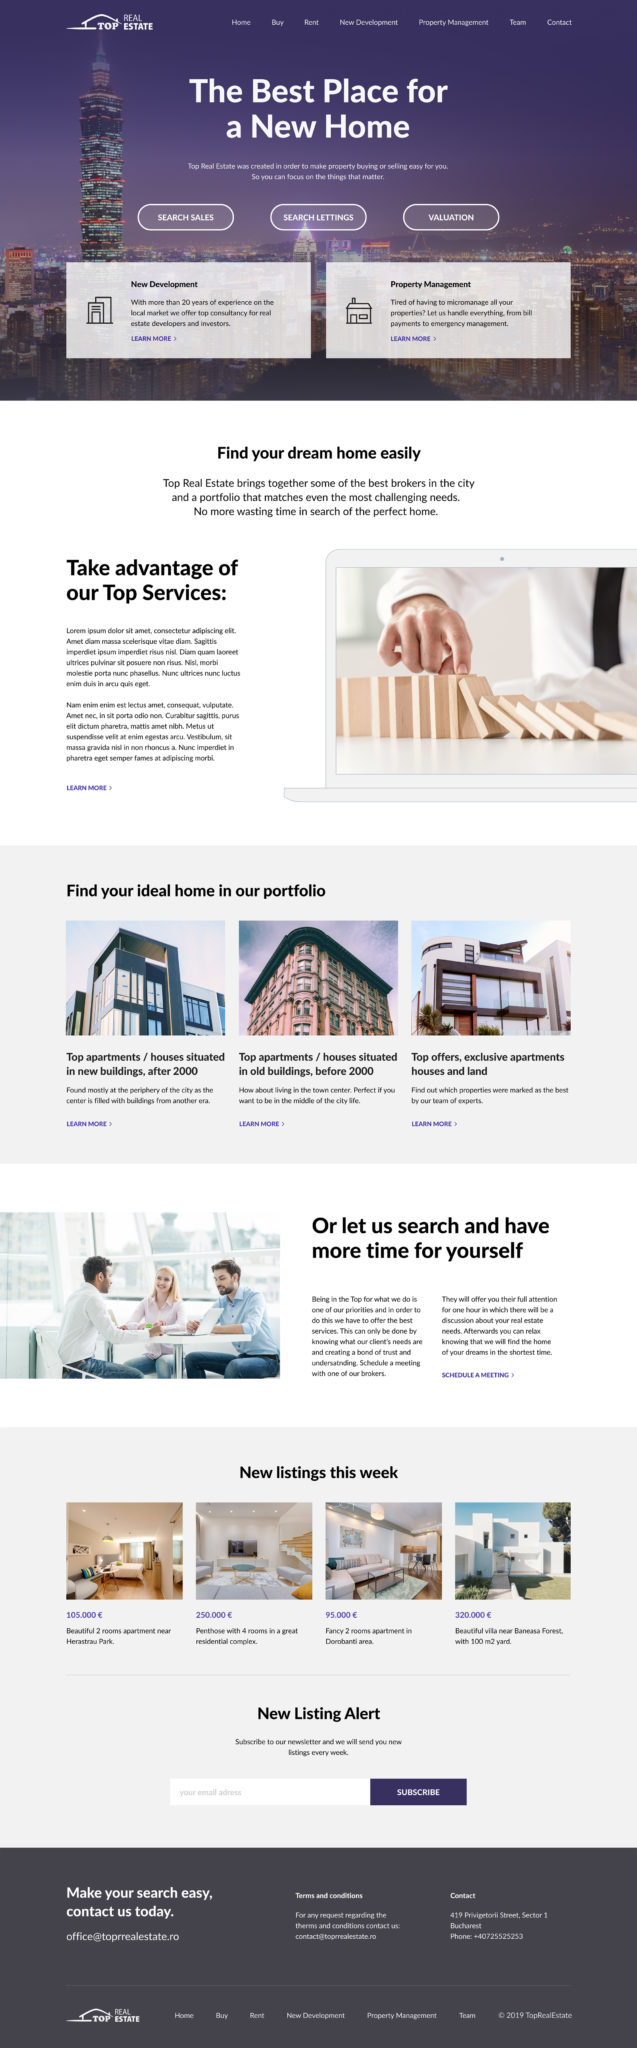 TOP REAL ESTATE
Home Buy Rent New Development Property Management Team Contact
The Best Place for
a New Home
Top Real Estate was created in order to make property buying or selling easy for you.
So you can focus on the things that matter.
SEARCH SALES SEARCH LETTINGS VALUATION
New Development
With more than 20 years of experience on the
local market we offer top consultancy for real
estate developers and investors.
LEARN MORE >
Property Management
Tired of having to micromanage all your
properties? Let us handle everything, from bill
payments to emergency management.
LEARN MORE >
Find your dream home easily
Top Real Estate brings together some of the best brokers in the city
and a portfolio that matches even the most challenging needs.
No more wasting time in search of the perfect home.
Take advantage of
our Top Services:
Lorem ipsum dolor sit amet, consectetur adipiscing elit.
Amet diam massa scelerisque vitae diam. Sagittis
imperdiet ipsum imperdiet risus nisl. Diam quam laoreet
ultrices pulvinar sit posuere non risus. Nisi, morbi
molestie porta nunc phasellus. Nunc ultrices nunc luctus
enim duis in arcu quis eget.
Nam enim enim est lectus amet, consequat, vulputate.
Amet nec, in sit porta odio non. Curabitur sagittis, purus
elit dictum pharetra, mattis amet nibh. Metus ut
suspendisse velit at enim egestas arcu. Vestibulum, sit
massa gravida nisl in non rhoncus a. Nunc imperdiet in
pharetra eget semper fames at adipiscing morbi.
LEARN MORE >
Find your ideal home in our portfolio
Top apartments / houses situated
in new buildings, after 2000
Found mostly at the periphery of the city as the
center is filled with buildings from another era.
LEARN MORE >
Top apartments / houses situated
in old buildings, before 2000
How about living in the town center. Perfect if you
want to be in the middle of the city life.
LEARN MORE >
Top offers, exclusive apartments
houses and land
Find out which properties were marked as the best
by our team of experts.
LEARN MORE >
Or let us search and have
more time for yourself
Being in the Top for what we do is
one of our priorities and in order to
do this we have to offer the best
services. This can only be done by
knowing what our client's needs are
and creating a bond of trust and
undersatnding. Schedule a meeting
with one of our brokers.
They will offer you their full attention
for one hour in which there will be a
discussion about your real estate
needs. Afterwards you can relax
knowing that we will find the home
of your dreams in the shortest time.
SCHEDULE A MEETING >
New listings this week
105.000 €
Beautiful 2 rooms apartment near
Herastrau Park.
250.000 €
Penthose with 4 rooms in a great
residential complex.
95.000 €
Fancy 2 rooms apartment in
Dorobanti area.
320.000 €
Beautiful villa near Baneasa Forest,
with 100 m2 yard.
New Listing Alert
Subscribe to our newsletter and we will send you new
listings every week.
your email adress SUBSCRIBE
Make your search easy,
contact us today.
office@toprrealestate.ro
Terms and conditions
For any request regarding the
therms and conditions contact us:
contact@toprrealestate.ro
Contact
419 Privigetorii Street, Sector 1
Bucharest
Phone: +40725525253
TOP REAL ESTATE
Home Buy Rent New Development Property Management Team © 2019 TopRealEstate